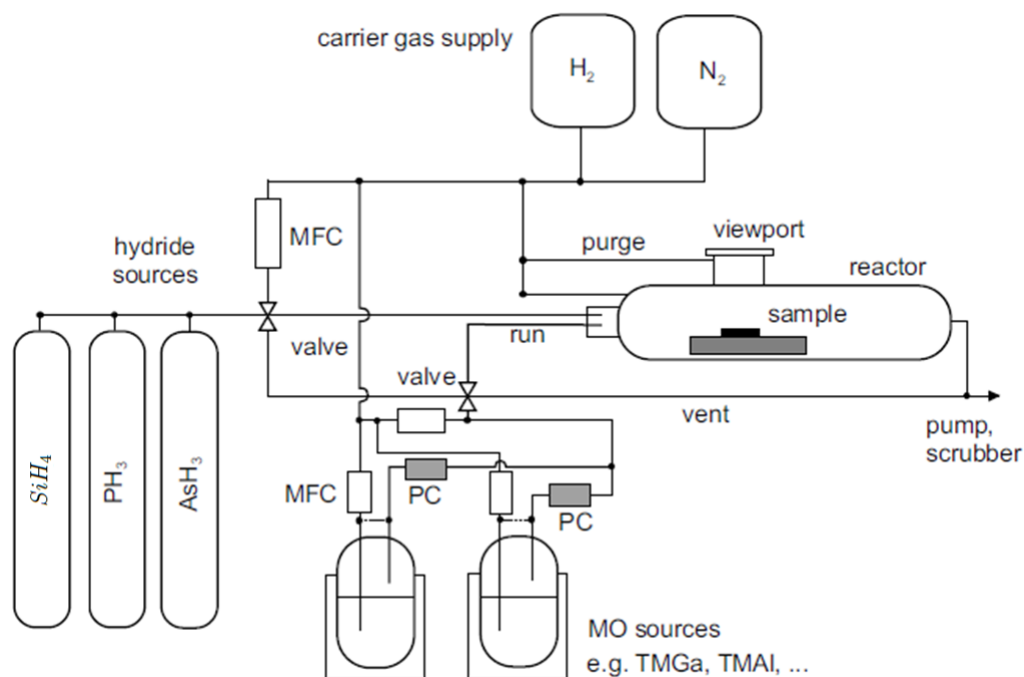 carrier gas supply
H₂
N₂
MFC
hydride
sources
purge
viewport
reactor
sample
valve
run
valve
vent
pump,
scrubber
SiH₄
PH₃
AsH₃
MFC
PC
PC
MO sources
e.g. TMGa, TMAl, ...